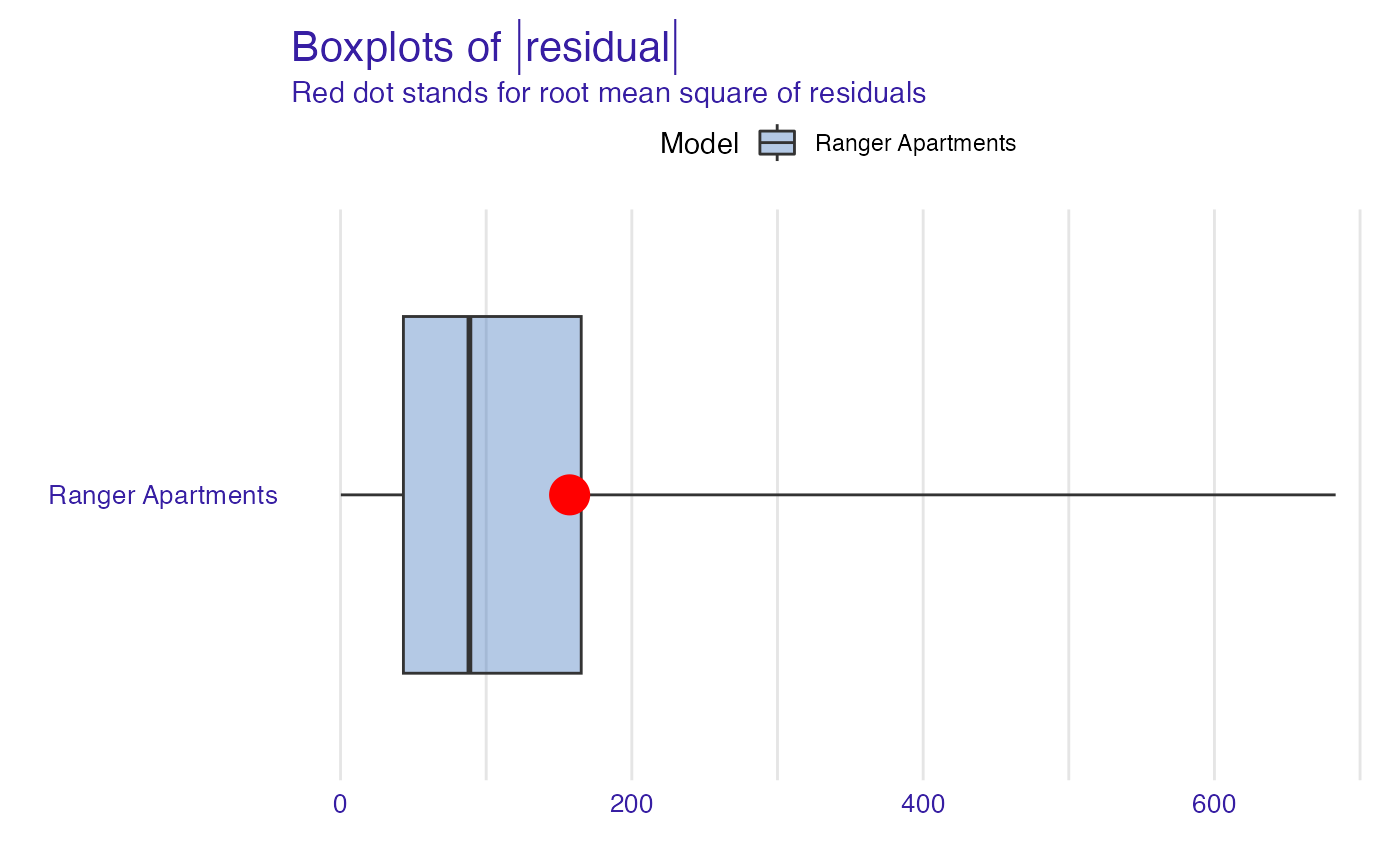 Boxplots of |residual|
Red dot stands for root mean square of residuals
Model Ranger Apartments
Ranger Apartments
0 200 400 600